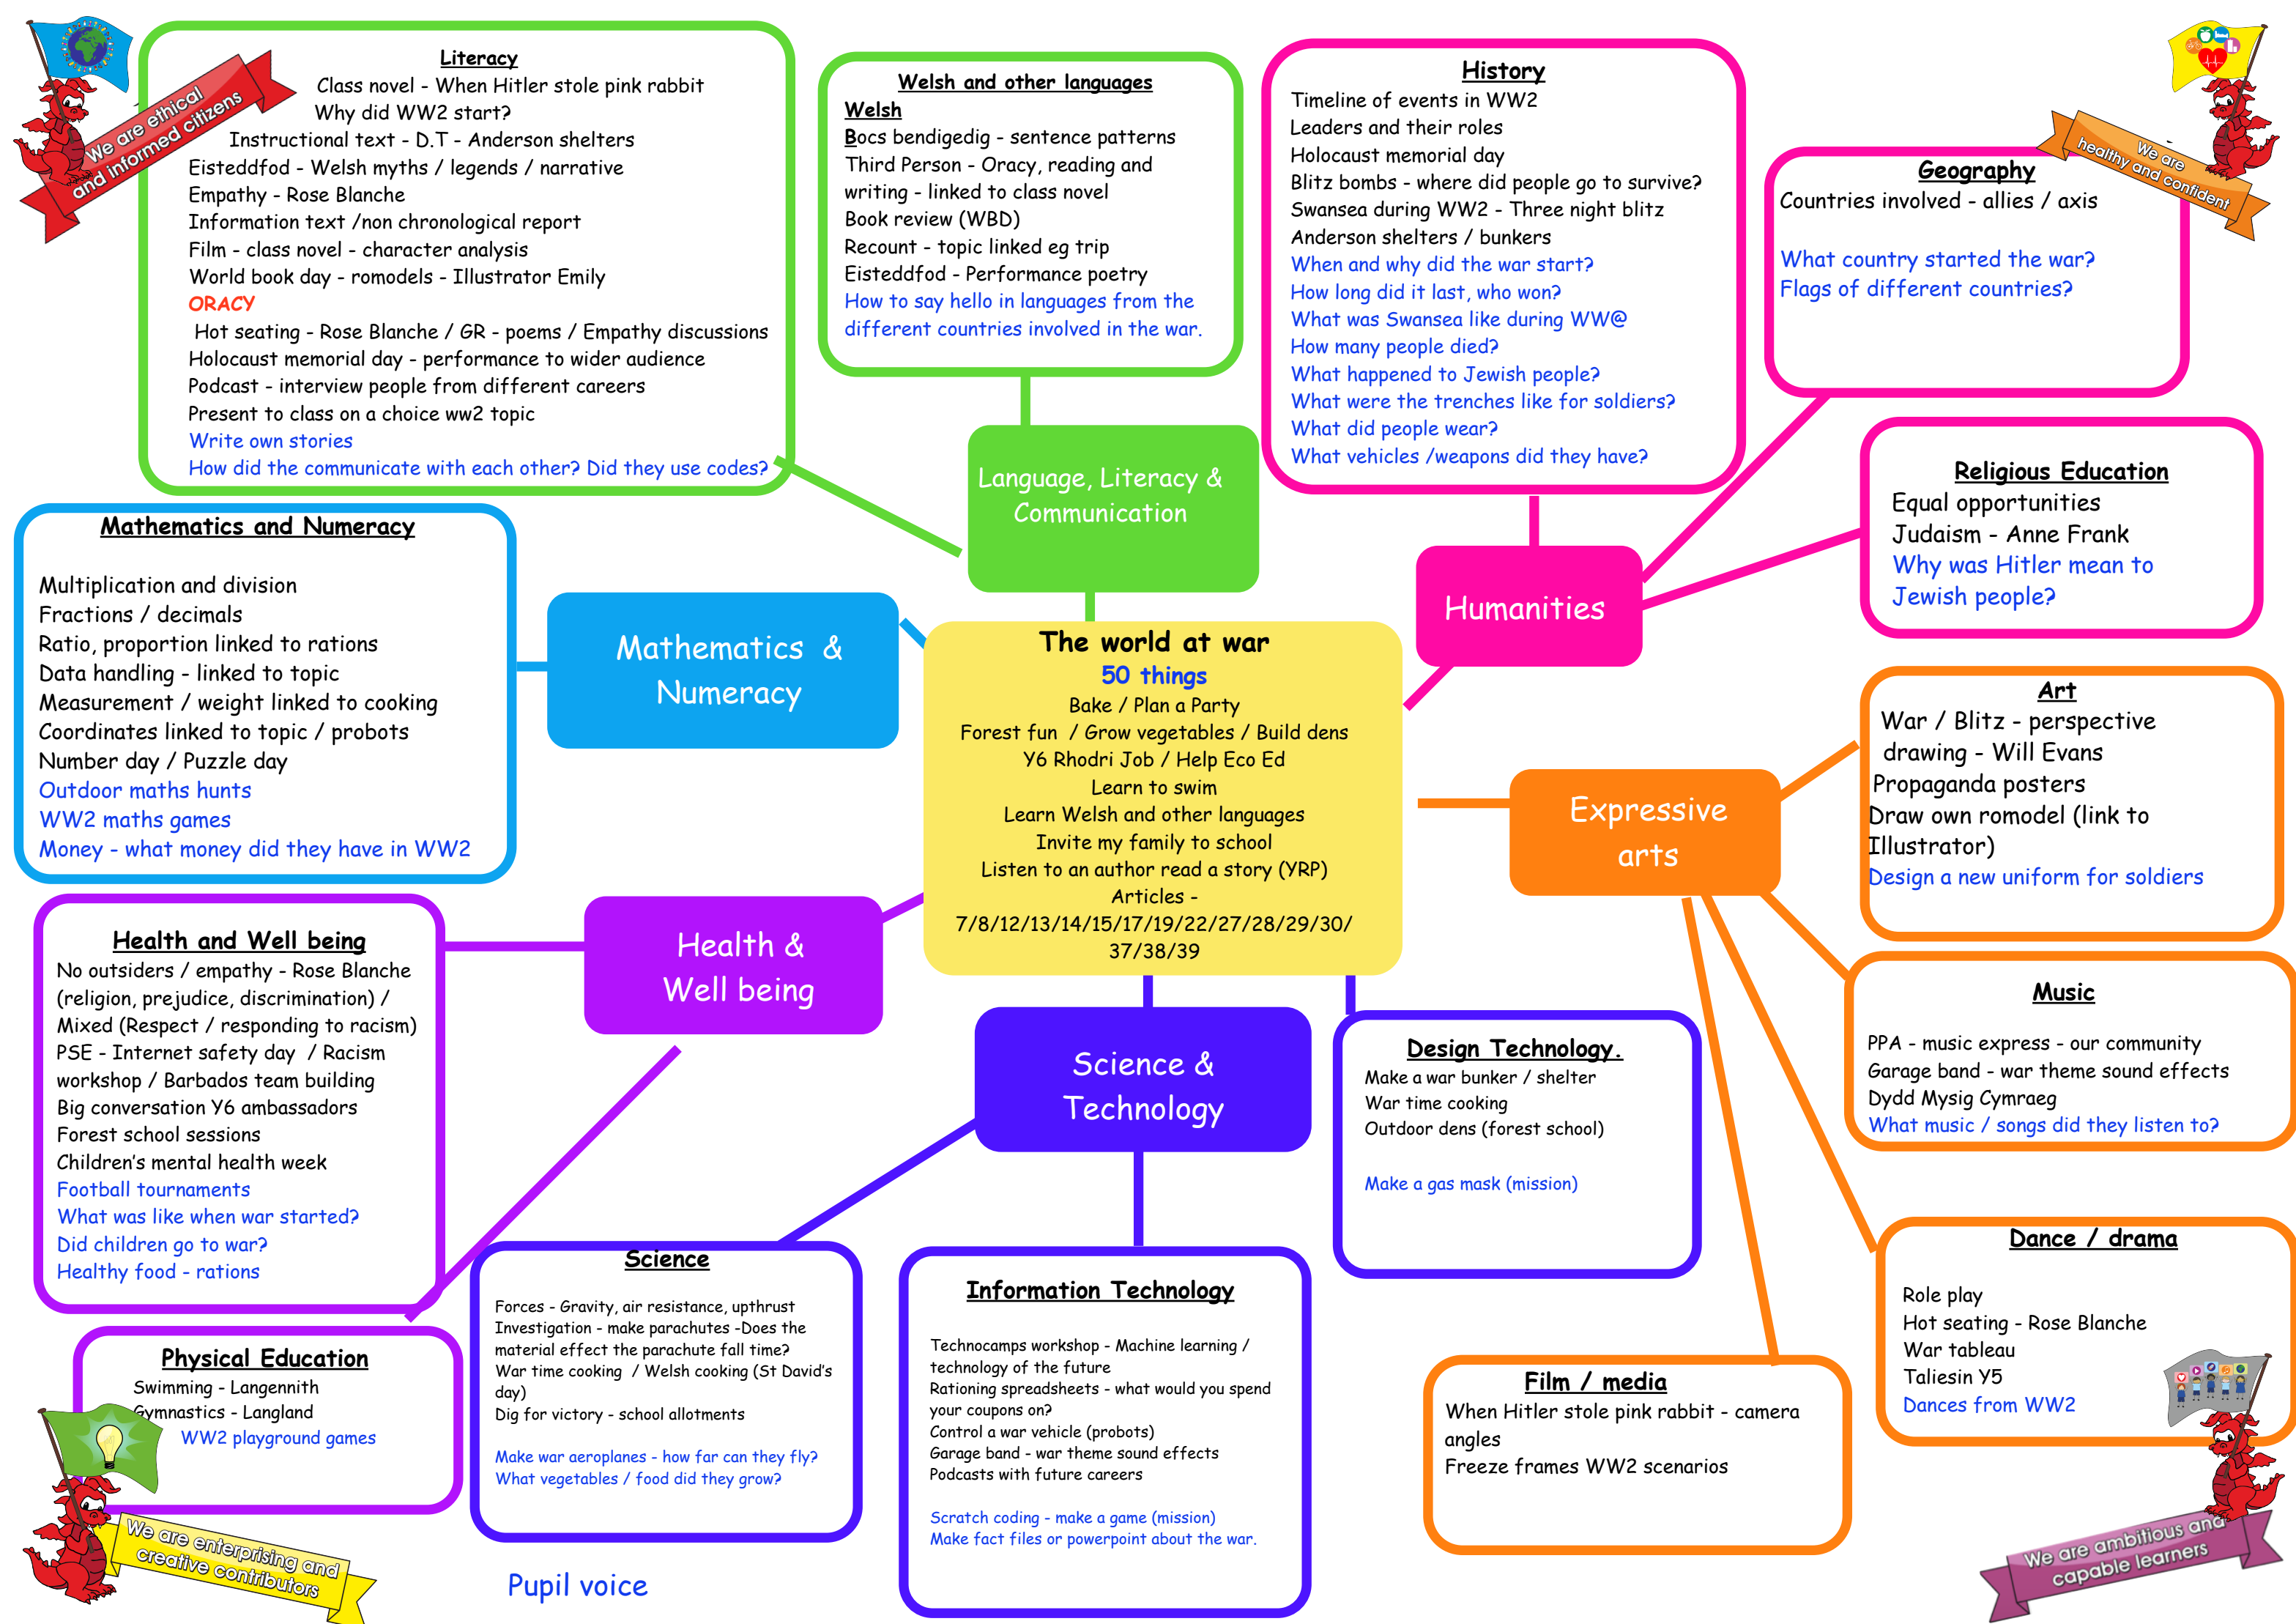 We are ethical
and informed citizens
Literacy
Class novel - When Hitler stole pink rabbit
Why did WW2 start?
Instructional text - D.T - Anderson shelters
Eisteddfod - Welsh myths / legends / narrative
Empathy - Rose Blanche
Information text /non chronological report
Film - class novel - character analysis
World book day - romodels - Illustrator Emily
ORACY
Hot seating - Rose Blanche / GR - poems / Empathy discussions
Holocaust memorial day - performance to wider audience
Podcast - interview people from different careers
Present to class on a choice ww2 topic
Write own stories
How did the communicate with each other? Did they use codes?
Welsh and other languages
Welsh
Bocs bendigedig - sentence patterns
Third Person - Oracy, reading and
writing - linked to class novel
Book review (WBD)
Recount - topic linked eg trip
Eisteddfod - Performance poetry
How to say hello in languages from the
different countries involved in the war.
History
Timeline of events in WW2
Leaders and their roles
Holocaust memorial day
Blitz bombs - where did people go to survive?
Swansea during WW2 - Three night blitz
Anderson shelters / bunkers
When and why did the war start?
How long did it last, who won?
What was Swansea like during WW@
How many people died?
What happened to Jewish people?
What were the trenches like for soldiers?
What did people wear?
What vehicles /weapons did they have?
We are
healthy and confident
Geography
Countries involved - allies / axis
What country started the war?
Flags of different countries?
Language, Literacy &
Communication
Religious Education
Equal opportunities
Judaism - Anne Frank
Why was Hitler mean to
Jewish people?
Humanities
Mathematics and Numeracy
Multiplication and division
Fractions / decimals
Ratio, proportion linked to rations
Data handling - linked to topic
Measurement / weight linked to cooking
Coordinates linked to topic / probots
Number day / Puzzle day
Outdoor maths hunts
WW2 maths games
Money - what money did they have in WW2
Mathematics &
Numeracy
The world at war
50 things
Bake / Plan a Party
Forest fun / Grow vegetables / Build dens
Y6 Rhodri Job / Help Eco Ed
Learn to swim
Learn Welsh and other languages
Invite my family to school
Listen to an author read a story (YRP)
Articles -
7/8/12/13/14/15/17/19/22/27/28/29/30/
37/38/39
Expressive
arts
Art
War / Blitz - perspective
drawing - Will Evans
Propaganda posters
Draw own romodel (link to
Illustrator)
Design a new uniform for soldiers
Health and Well being
No outsiders / empathy - Rose Blanche
(religion, prejudice, discrimination) /
Mixed (Respect / responding to racism)
PSE - Internet safety day / Racism
workshop / Barbados team building
Big conversation Y6 ambassadors
Forest school sessions
Children's mental health week
Football tournaments
What was like when war started?
Did children go to war?
Healthy food - rations
Health &
Well being
Science &
Technology
Design Technology.
Make a war bunker / shelter
War time cooking
Outdoor dens (forest school)
Make a gas mask (mission)
Music
PPA - music express - our community
Garage band - war theme sound effects
Dydd Mysig Cymraeg
What music / songs did they listen to?
Physical Education
Swimming - Langennith
Gymnastics - Langland
WW2 playground games
Science
Forces - Gravity, air resistance, upthrust
Investigation - make parachutes -Does the
material effect the parachute fall time?
War time cooking / Welsh cooking (St David's
day)
Dig for victory - school allotments
Make war aeroplanes - how far can they fly?
What vegetables / food did they grow?
Information Technology
Technocamps workshop - Machine learning /
technology of the future
Rationing spreadsheets - what would you spend
your coupons on?
Control a war vehicle (probots)
Garage band - war theme sound effects
Podcasts with future careers
Scratch coding - make a game (mission)
Make fact files or powerpoint about the war.
Film / media
When Hitler stole pink rabbit - camera
angles
Freeze frames WW2 scenarios
Dance / drama
Role play
Hot seating - Rose Blanche
War tableau
Taliesin Y5
Dances from WW2
We are enterprising and
creative contributors
Pupil voice
We are ambitious and
capable learners